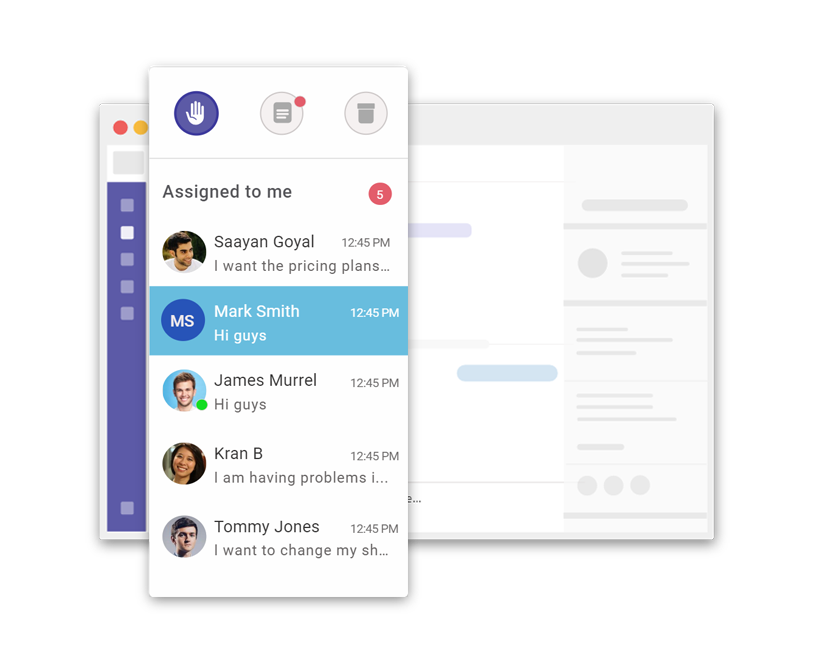 Assigned to me
5
Saayan Goyal
12:45 PM
I want the pricing plans...
MS
Mark Smith
12:45 PM
Hi guys
James Murrel
12:45 PM
Hi guys
Kran B
12:45 PM
I am having problems i...
Tommy Jones
12:45 PM
I want to change my sh...
e...